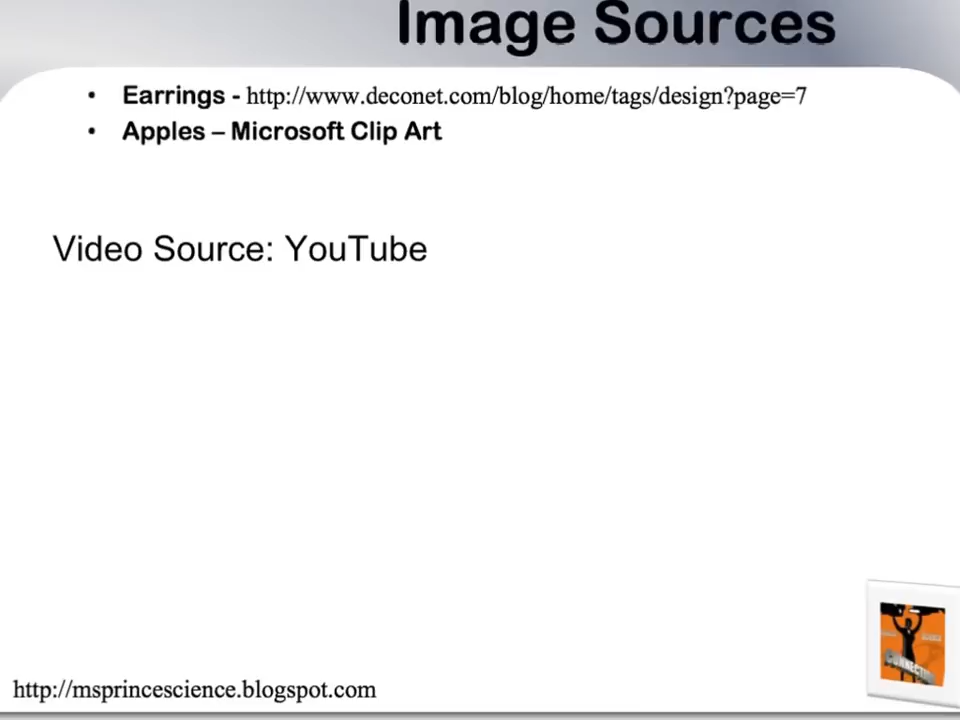 Image Sources
• Earrings - http://www.deconet.com/blog/home/tags/design?page=7
• Apples – Microsoft Clip Art
Video Source: YouTube
http://msprincescience.blogspot.com